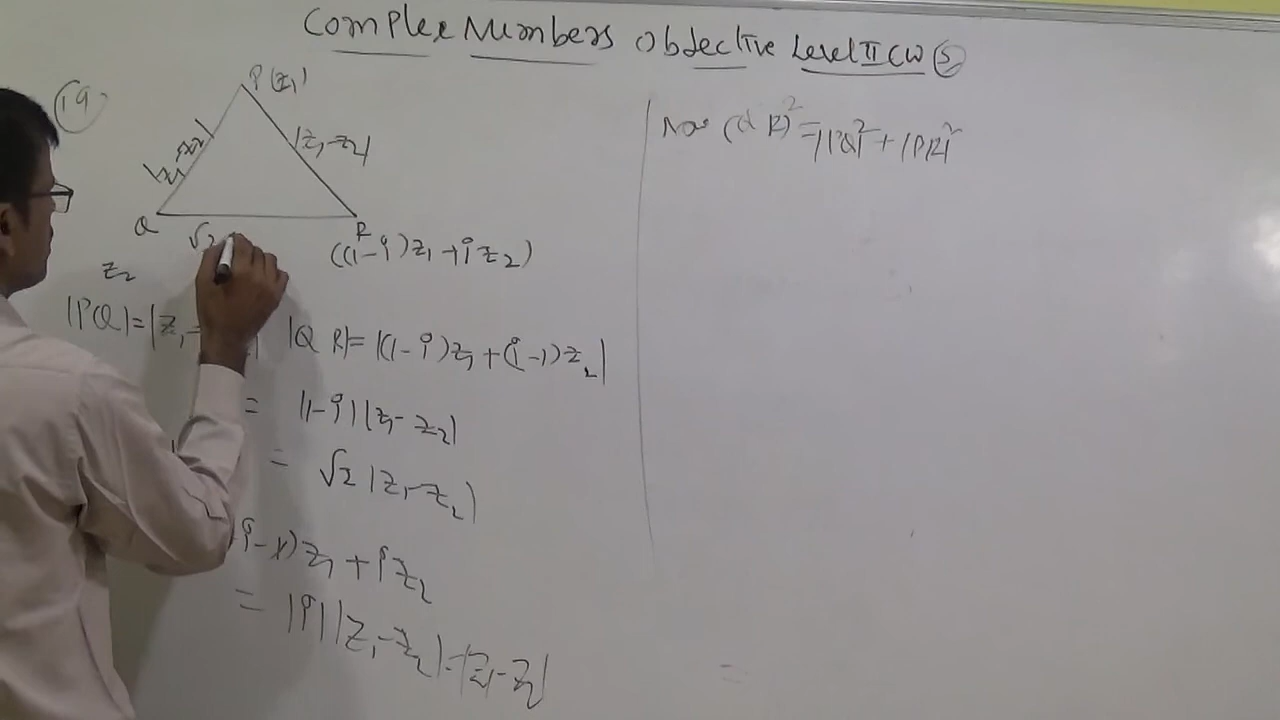 Complex Numbers Objective Level II CW (5)
19
P(z₁)
|z₁-z₂|
|z₁-z₂|
Q
R
√2
z₂
((1-i)z₁+iz₂)
|PQ|=|z₁-
|QR|=|(1-i)z₁+(i-1)z₂|
= |1-i||z₁-z₂|
= √2 |z₁-z₂|
i-1)z₁+iz₂
= |i||z₁-z₂|=|z₁-z₂|
Now (QR)²=|PQ|²+|PR|²
=